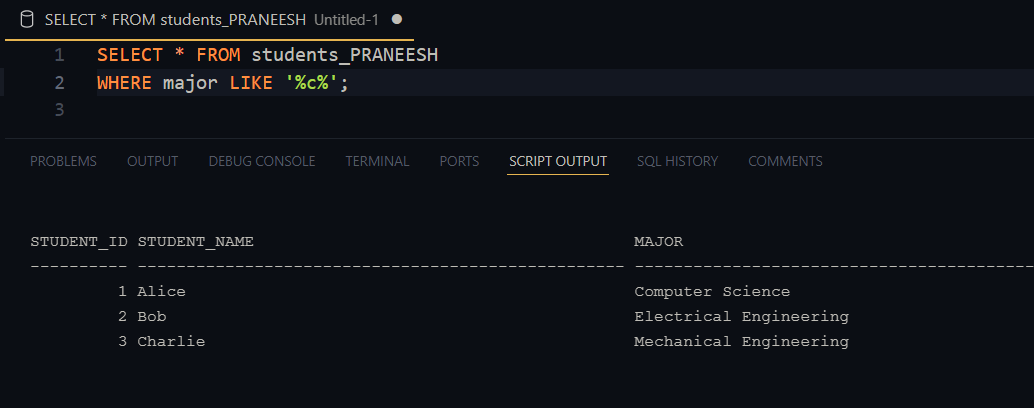 SELECT * FROM students_PRANEESH Untitled-1
1 SELECT * FROM students_PRANEESH
2 WHERE major LIKE '%c%';
3
PROBLEMS OUTPUT DEBUG CONSOLE TERMINAL PORTS SCRIPT OUTPUT SQL HISTORY COMMENTS
STUDENT_ID STUDENT_NAME MAJOR
---------- -------------------------------------------------- -----------------------------------------
1 Alice Computer Science
2 Bob Electrical Engineering
3 Charlie Mechanical Engineering